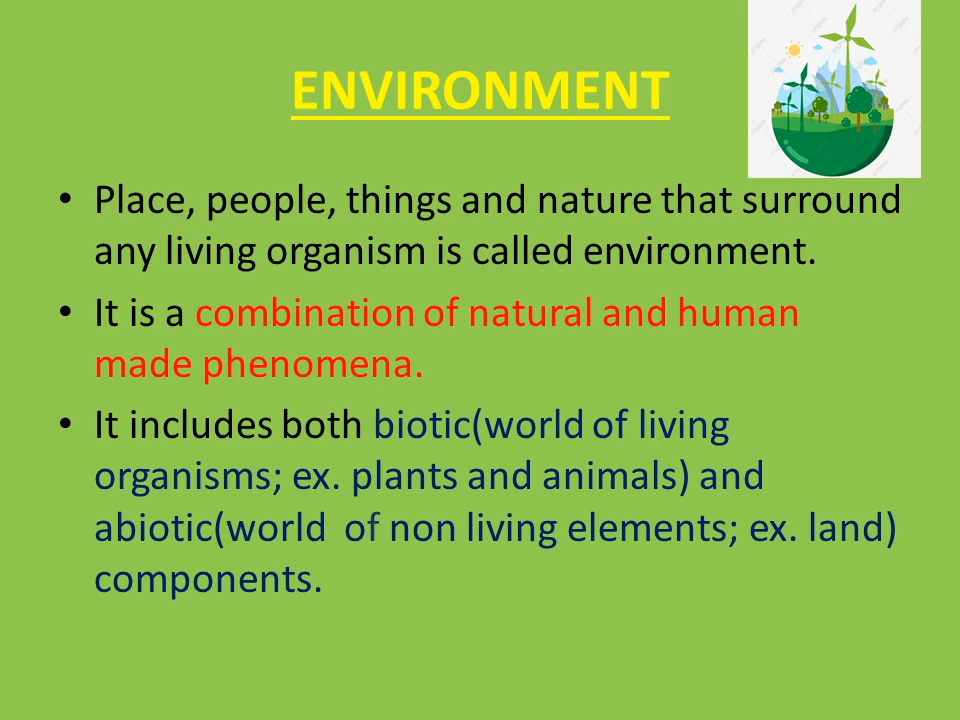 ENVIRONMENT
• Place, people, things and nature that surround
any living organism is called environment.
• It is a combination of natural and human
made phenomena.
• It includes both biotic(world of living
organisms; ex. plants and animals) and
abiotic(world  of non living elements; ex. land)
components.